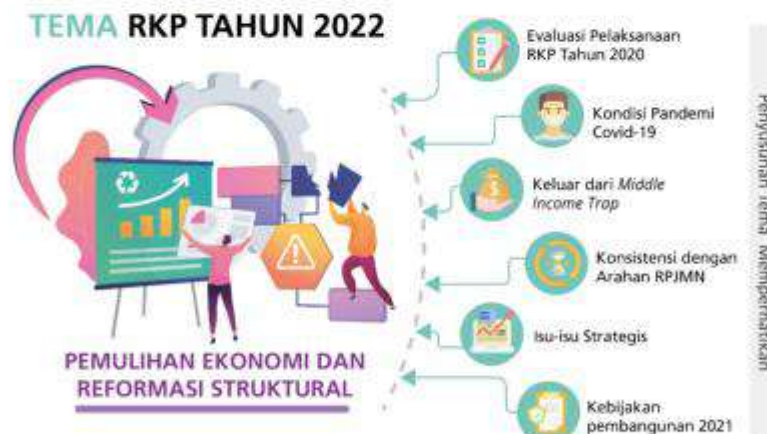 TEMA RKP TAHUN 2022
PEMULIHAN EKONOMI DAN
REFORMASI STRUKTURAL
Evaluasi Pelaksanaan
RKP Tahun 2020
Kondisi Pandemi
Covid-19
Keluar dari Middle
Income Trap
Konsistensi dengan
Arahan RPJMN
Isu-isu Strategis
Kebijakan
pembangunan 2021
Penyusunan Tema Memperhatikan